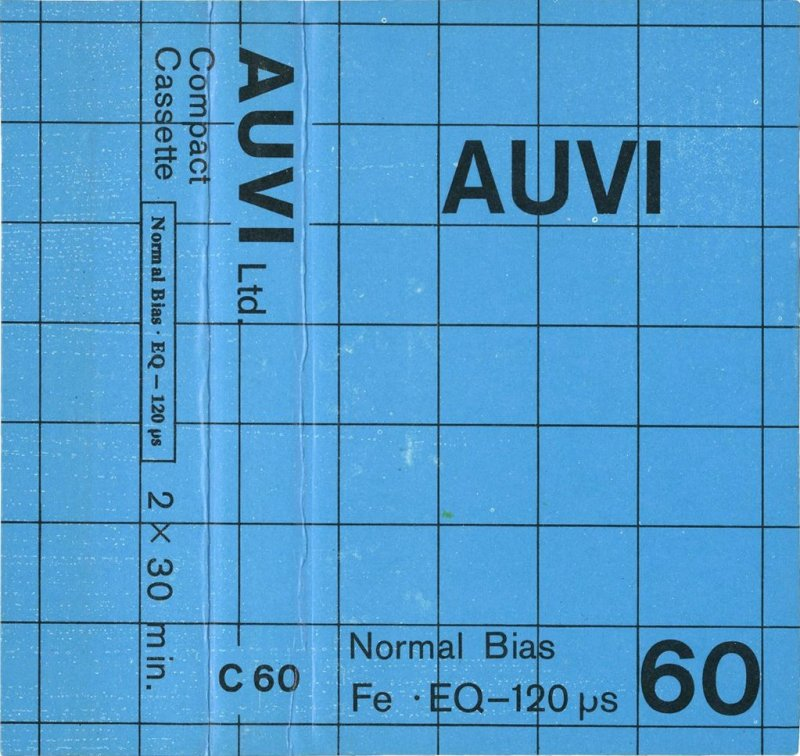 Compact
Cassette
Normal Bias · EQ – 120 µs
2 × 30 min.
AUVI Ltd.
C 60
AUVI
Normal Bias
Fe · EQ–120 µs
60